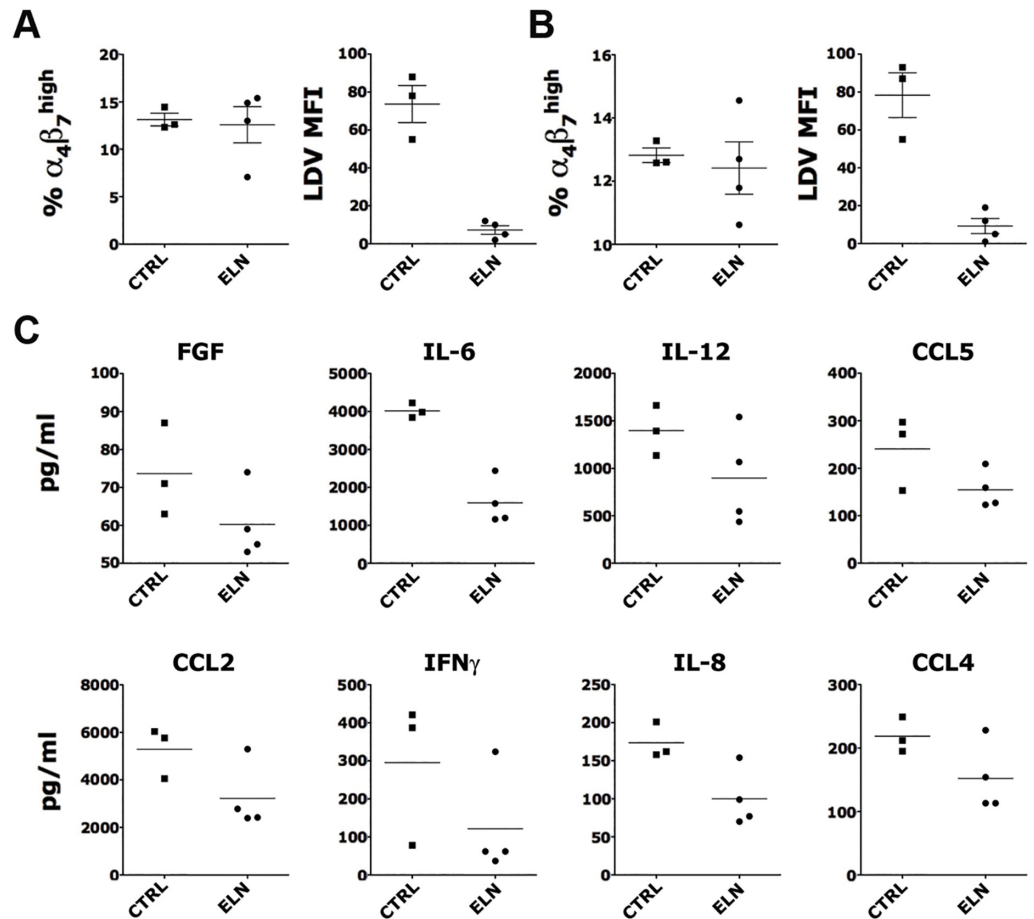 A
B
% α4β7high
20
15
10
5
0
CTRL
ELN
LDV MFI
100
80
60
40
20
0
CTRL
ELN
% α4β7high
16
14
12
10
CTRL
ELN
LDV MFI
100
80
60
40
20
0
CTRL
ELN
C
FGF
pg/ml
100
90
80
70
60
50
CTRL
ELN
IL-6
5000
4000
3000
2000
1000
0
CTRL
ELN
IL-12
2000
1500
1000
500
0
CTRL
ELN
CCL5
400
300
200
100
0
CTRL
ELN
CCL2
pg/ml
8000
6000
4000
2000
0
CTRL
ELN
IFNγ
500
400
300
200
100
0
CTRL
ELN
IL-8
250
200
150
100
50
0
CTRL
ELN
CCL4
300
200
100
0
CTRL
ELN